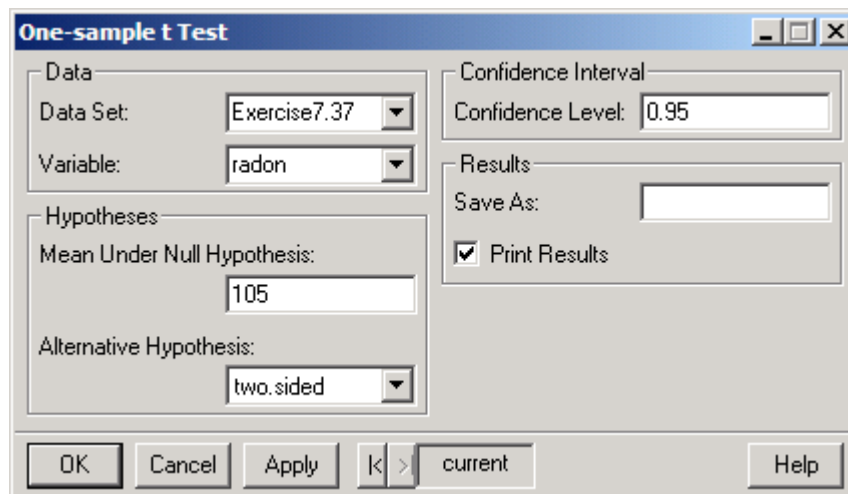 One-sample t Test
Data
Data Set: Exercise7.37
Variable: radon
Hypotheses
Mean Under Null Hypothesis:
105
Alternative Hypothesis:
two.sided
Confidence Interval
Confidence Level: 0.95
Results
Save As:
Print Results
OK Cancel Apply current Help